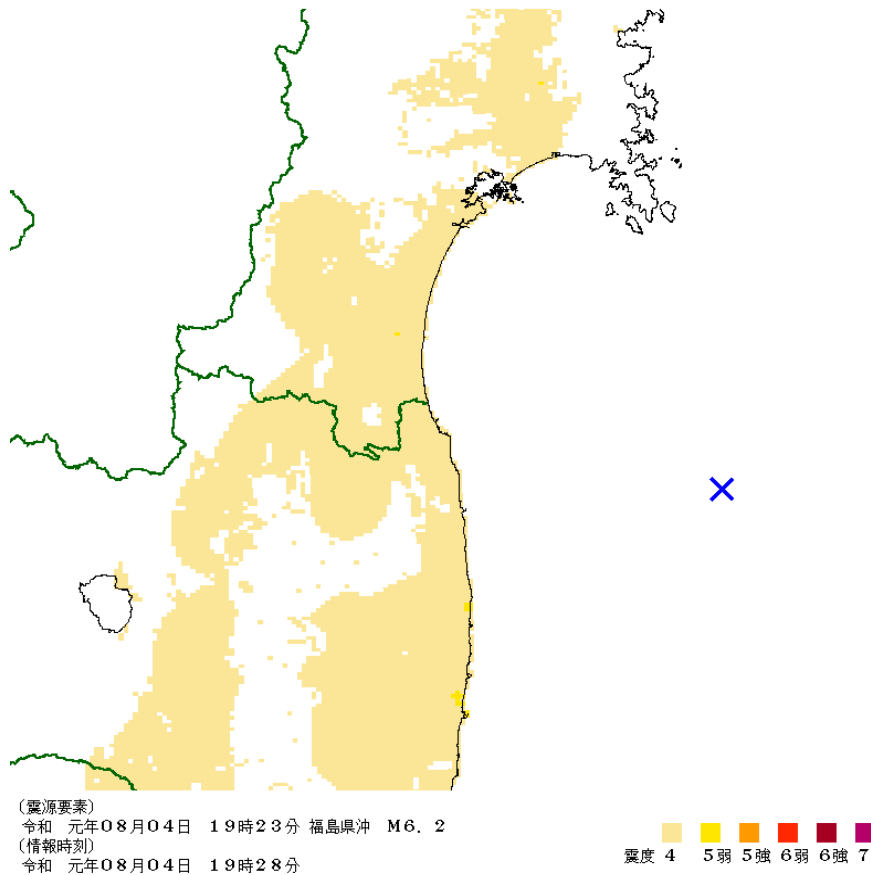 （震源要素）
令和　元年０８月０４日　１９時２３分 福島県沖　Ｍ６．２
（情報時刻）
令和　元年０８月０４日　１９時２８分
震度 ４　５弱 ５強 ６弱 ６強 ７